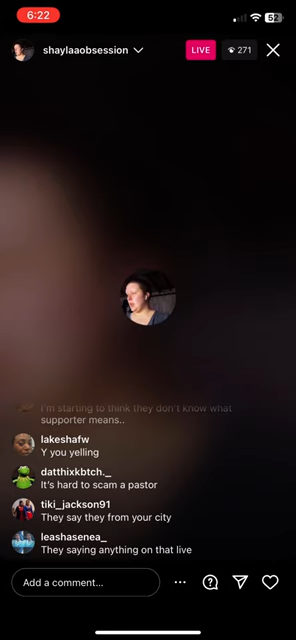 6:22
52
shaylaobsession
LIVE
271
I'm starting to think they don't know what
supporter means..
lakeshafw
Y you yelling
datthixkbtch._
It's hard to scam a pastor
tiki_jackson91
They say they from your city
leashasenea_
They saying anything on that live
Add a comment...